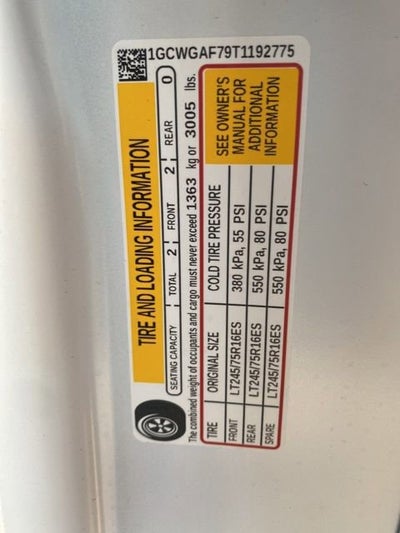 1GCWGAF79T1192775
TIRE AND LOADING INFORMATION
SEATING CAPACITY TOTAL 2 FRONT 2 REAR 0
The combined weight of occupants and cargo must never exceed 1363 kg or 3005 lbs.
TIRE ORIGINAL SIZE COLD TIRE PRESSURE
FRONT LT245/75R16ES 380 kPa, 55 PSI
REAR LT245/75R16ES 550 kPa, 80 PSI
SPARE LT245/75R16ES 550 kPa, 80 PSI
SEE OWNER'S
MANUAL FOR
ADDITIONAL
INFORMATION